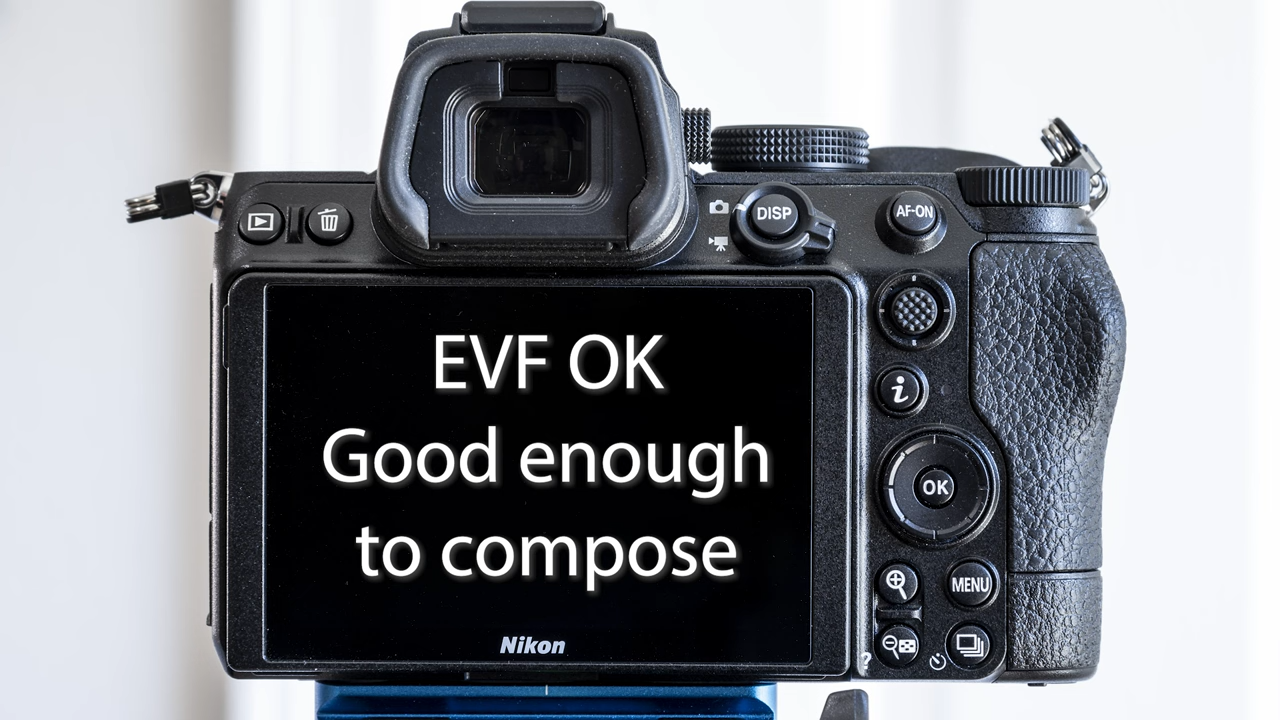 DISP
AF-ON
EVF OK
Good enough
to compose
i
OK
MENU
Nikon
?